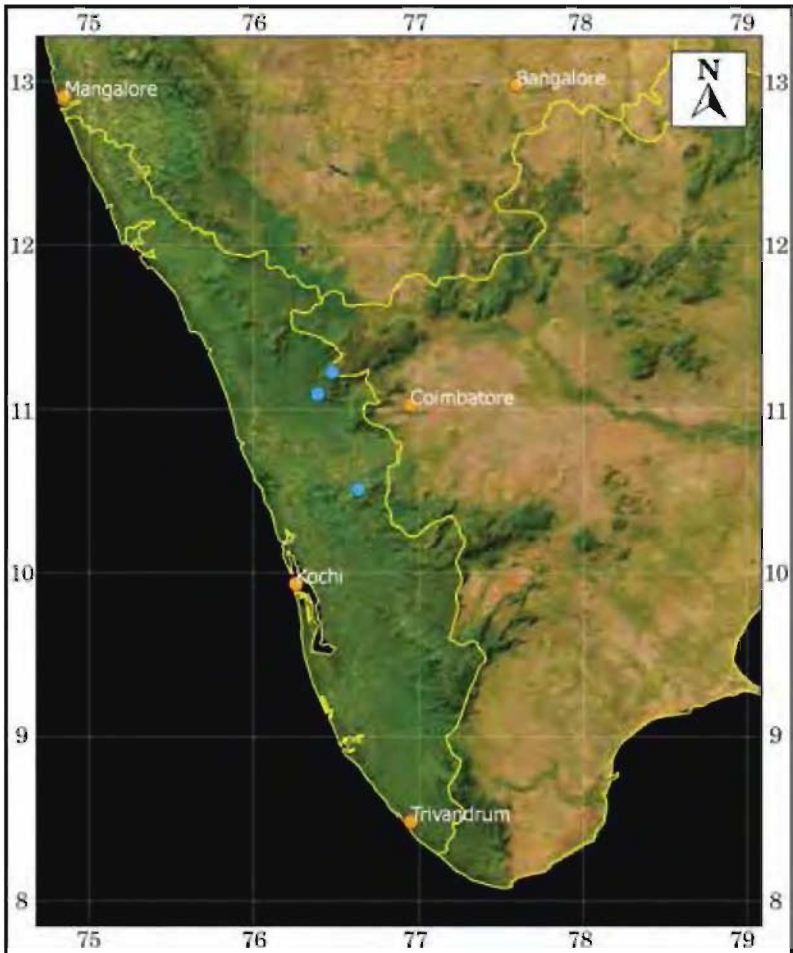 75 76 77 78 79
N
13 Mangalore Bangalore 13
12 12
11 Coimbatore 11
10 Kochi 10
9 9
Trivandrum
8 8
75 76 77 78 79